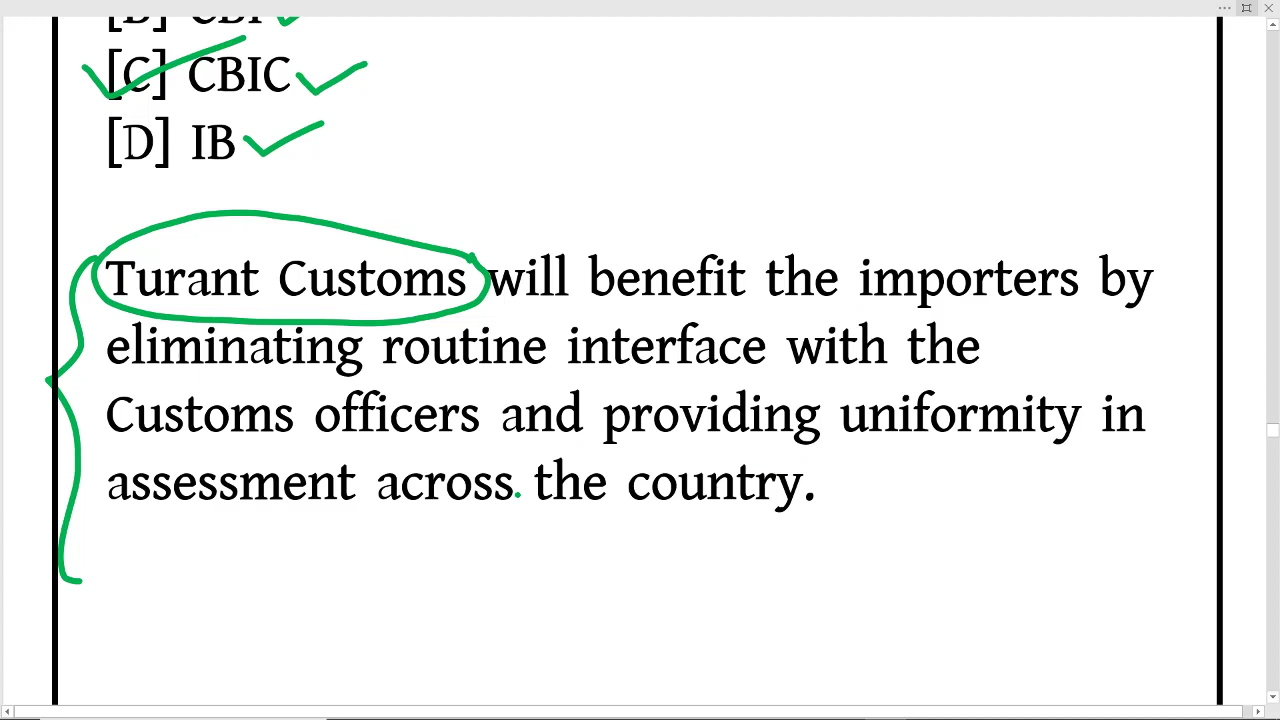 [B] CBI
[C] CBIC
[D] IB
Turant Customs will benefit the importers by
eliminating routine interface with the
Customs officers and providing uniformity in
assessment across the country.